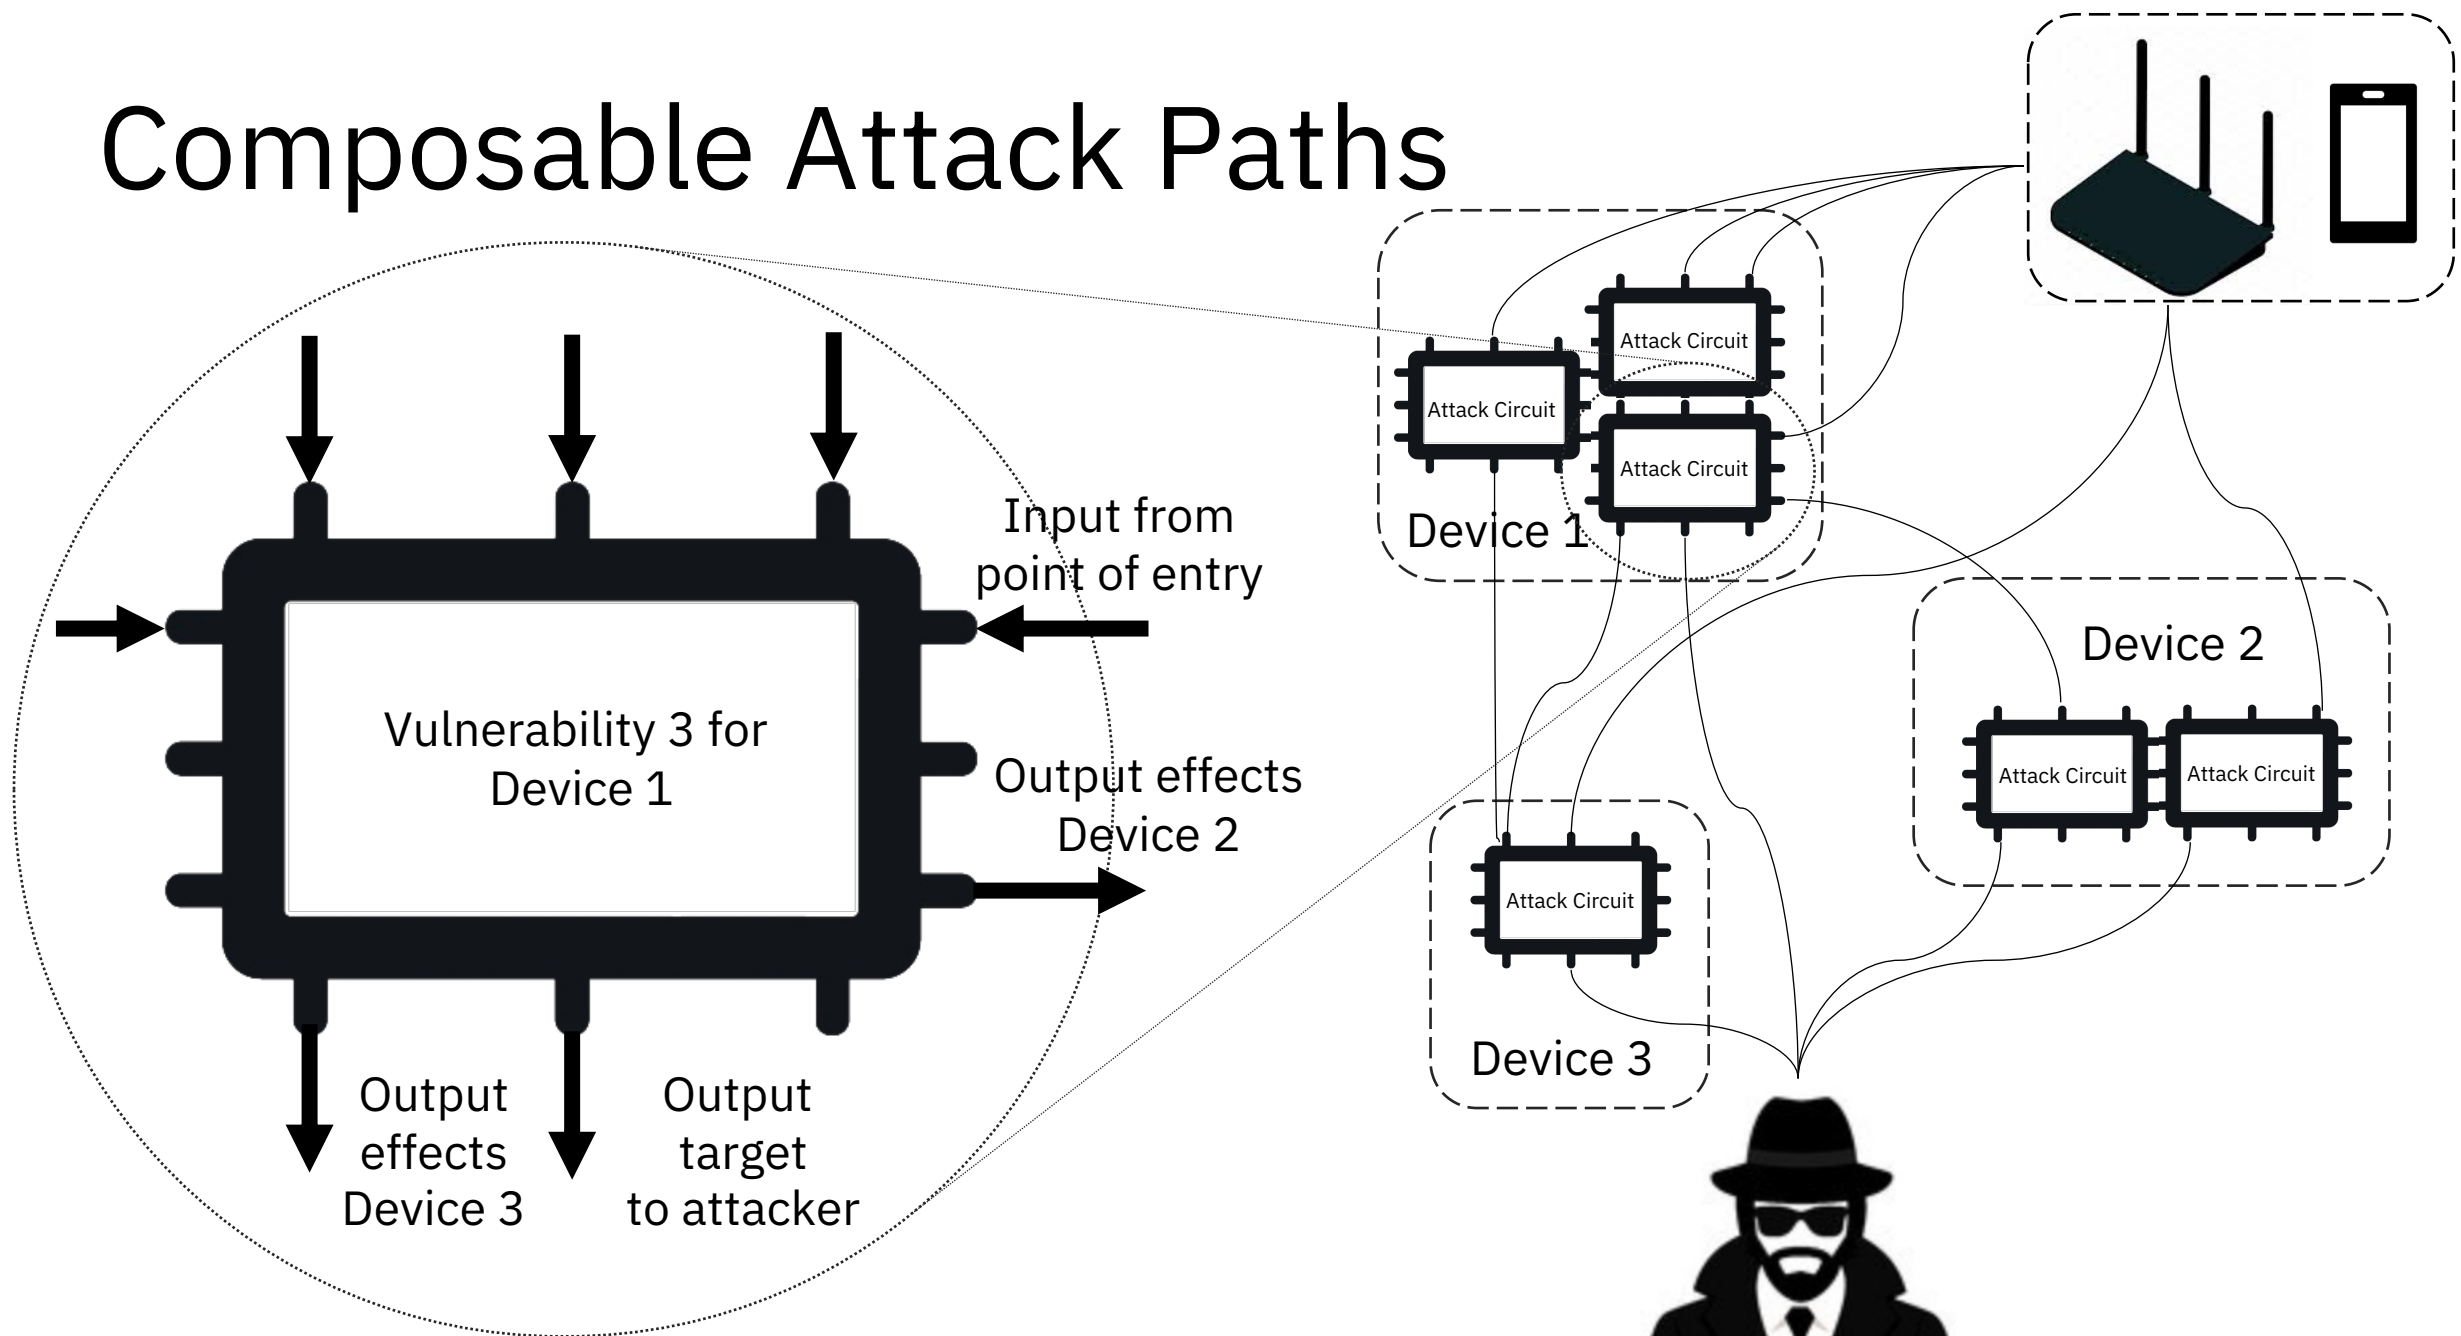 Composable Attack Paths
Input from
point of entry
Vulnerability 3 for
Device 1
Output effects
Device 2
Output
effects
Device 3
Output
target
to attacker
Attack Circuit
Attack Circuit
Attack Circuit
Device 1
Device 2
Attack Circuit
Attack Circuit
Attack Circuit
Device 3